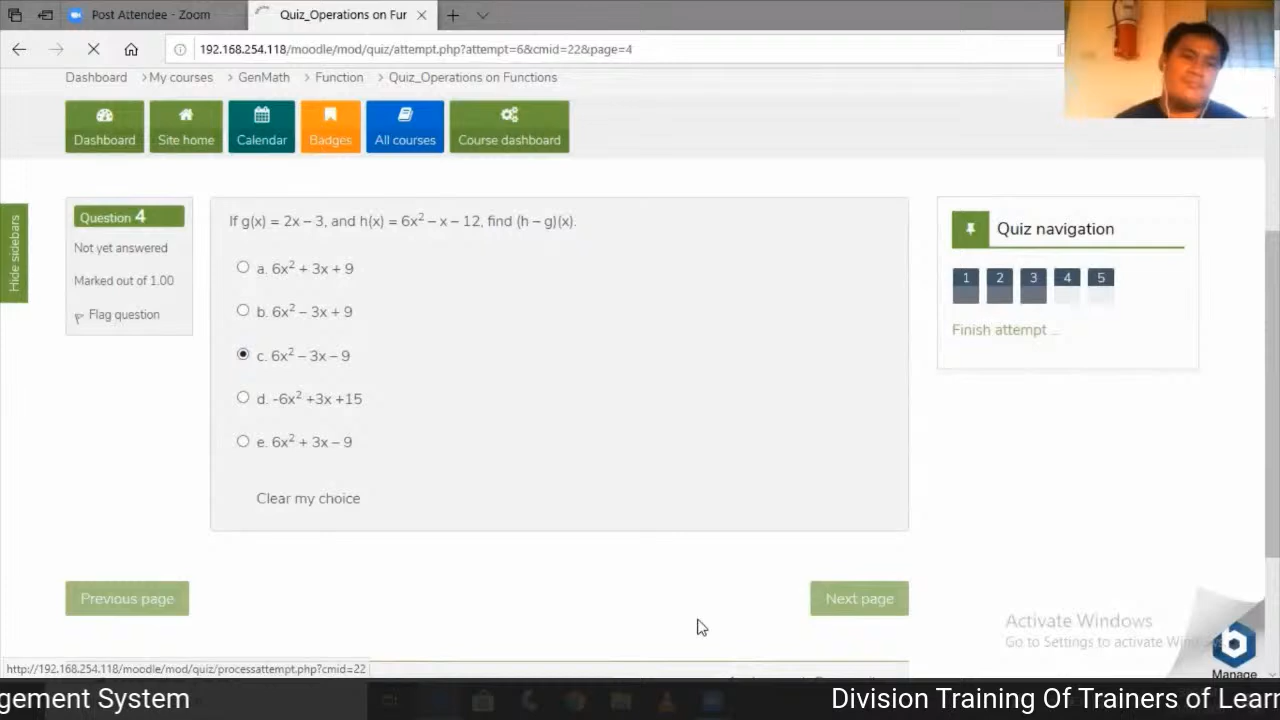 Post Attendee - Zoom
Quiz_Operations on Fur
192.168.254.118/moodle/mod/quiz/attempt.php?attempt=6&cmid=22&page=4
Dashboard > My courses > GenMath > Function > Quiz_Operations on Functions
Dashboard
Site home
Calendar
Badges
All courses
Course dashboard
Hide sidebars
Question 4
Not yet answered
Marked out of 1.00
Flag question
If g(x) = 2x – 3, and h(x) = 6x² – x – 12, find (h – g)(x).
a. 6x² + 3x + 9
b. 6x² – 3x + 9
c. 6x² – 3x – 9
d. -6x² +3x +15
e. 6x² + 3x – 9
Clear my choice
Quiz navigation
1 2 3 4 5
Finish attempt ...
Previous page
Next page
Activate Windows
Go to Settings to activate
b
Manage
http://192.168.254.118/moodle/mod/quiz/processattempt.php?cmid=22
gement System
Division Training Of Trainers of Learn